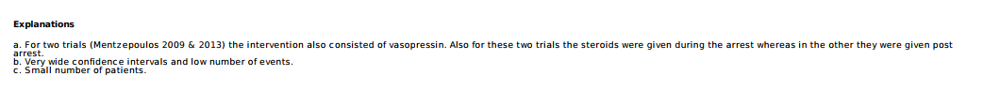 Explanations
a. For two trials (Mentzepoulos 2009 & 2013) the intervention also consisted of vasopressin. Also for these two trials the steroids were given during the arrest whereas in the other they were given post
arrest.
b. Very wide confidence intervals and low number of events.
c. Small number of patients.